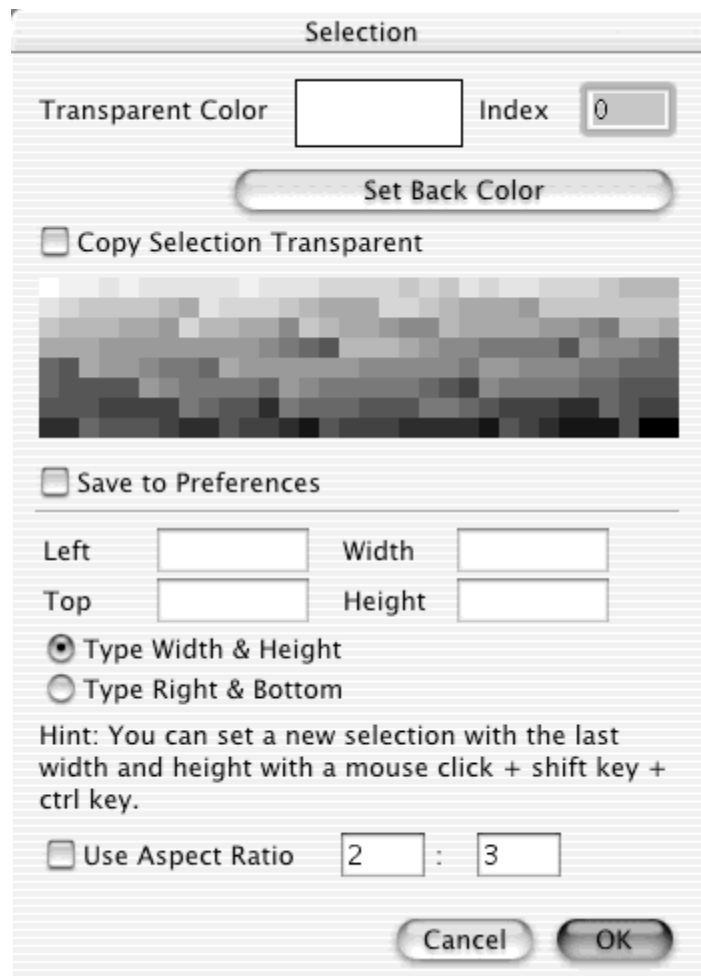 Selection
Transparent Color Index 0
Set Back Color
Copy Selection Transparent
Save to Preferences
Left Width
Top Height
Type Width & Height
Type Right & Bottom
Hint: You can set a new selection with the last
width and height with a mouse click + shift key +
ctrl key.
Use Aspect Ratio 2 : 3
Cancel OK